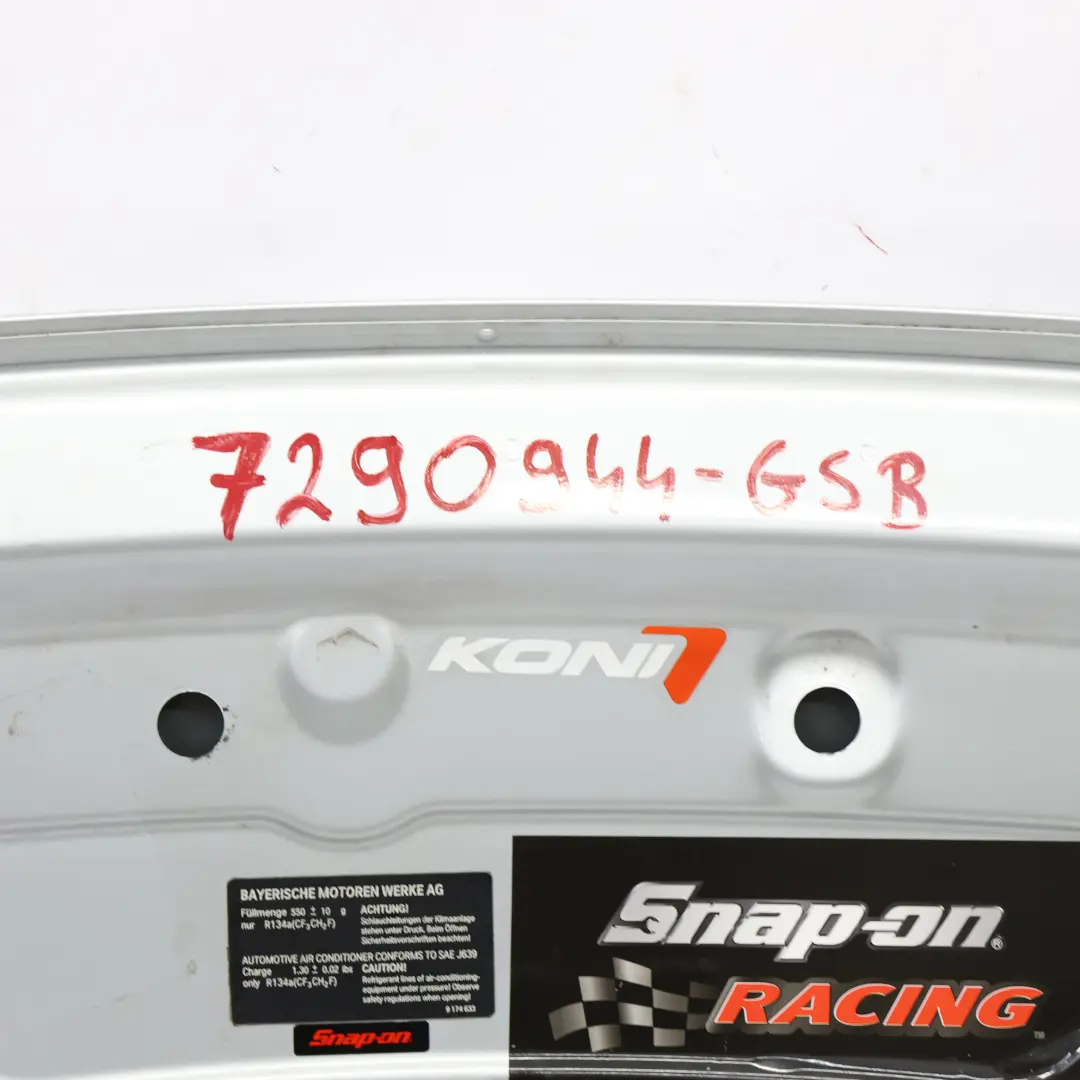 7290944-GSB
KONI
BAYERISCHE MOTOREN WERKE AG
Füllmenge 550 ± 10 g
nur R134a(CF₃CH₂F)
ACHTUNG!
Schlauchleitungen der Klimaanlage
stehen unter Druck. Beim Öffnen
Sicherheitsvorschriften beachten!
AUTOMOTIVE AIR CONDITIONER CONFORMS TO SAE J639
Charge 1.30 ± 0.02 lbs
only R134a(CF₃CH₂F)
CAUTION!
Refrigerant lines of air-conditioning-
equipment under pressure! Observe
safety regulations when opening!
9 174 633
Snap-on
Snap-on®
RACING™